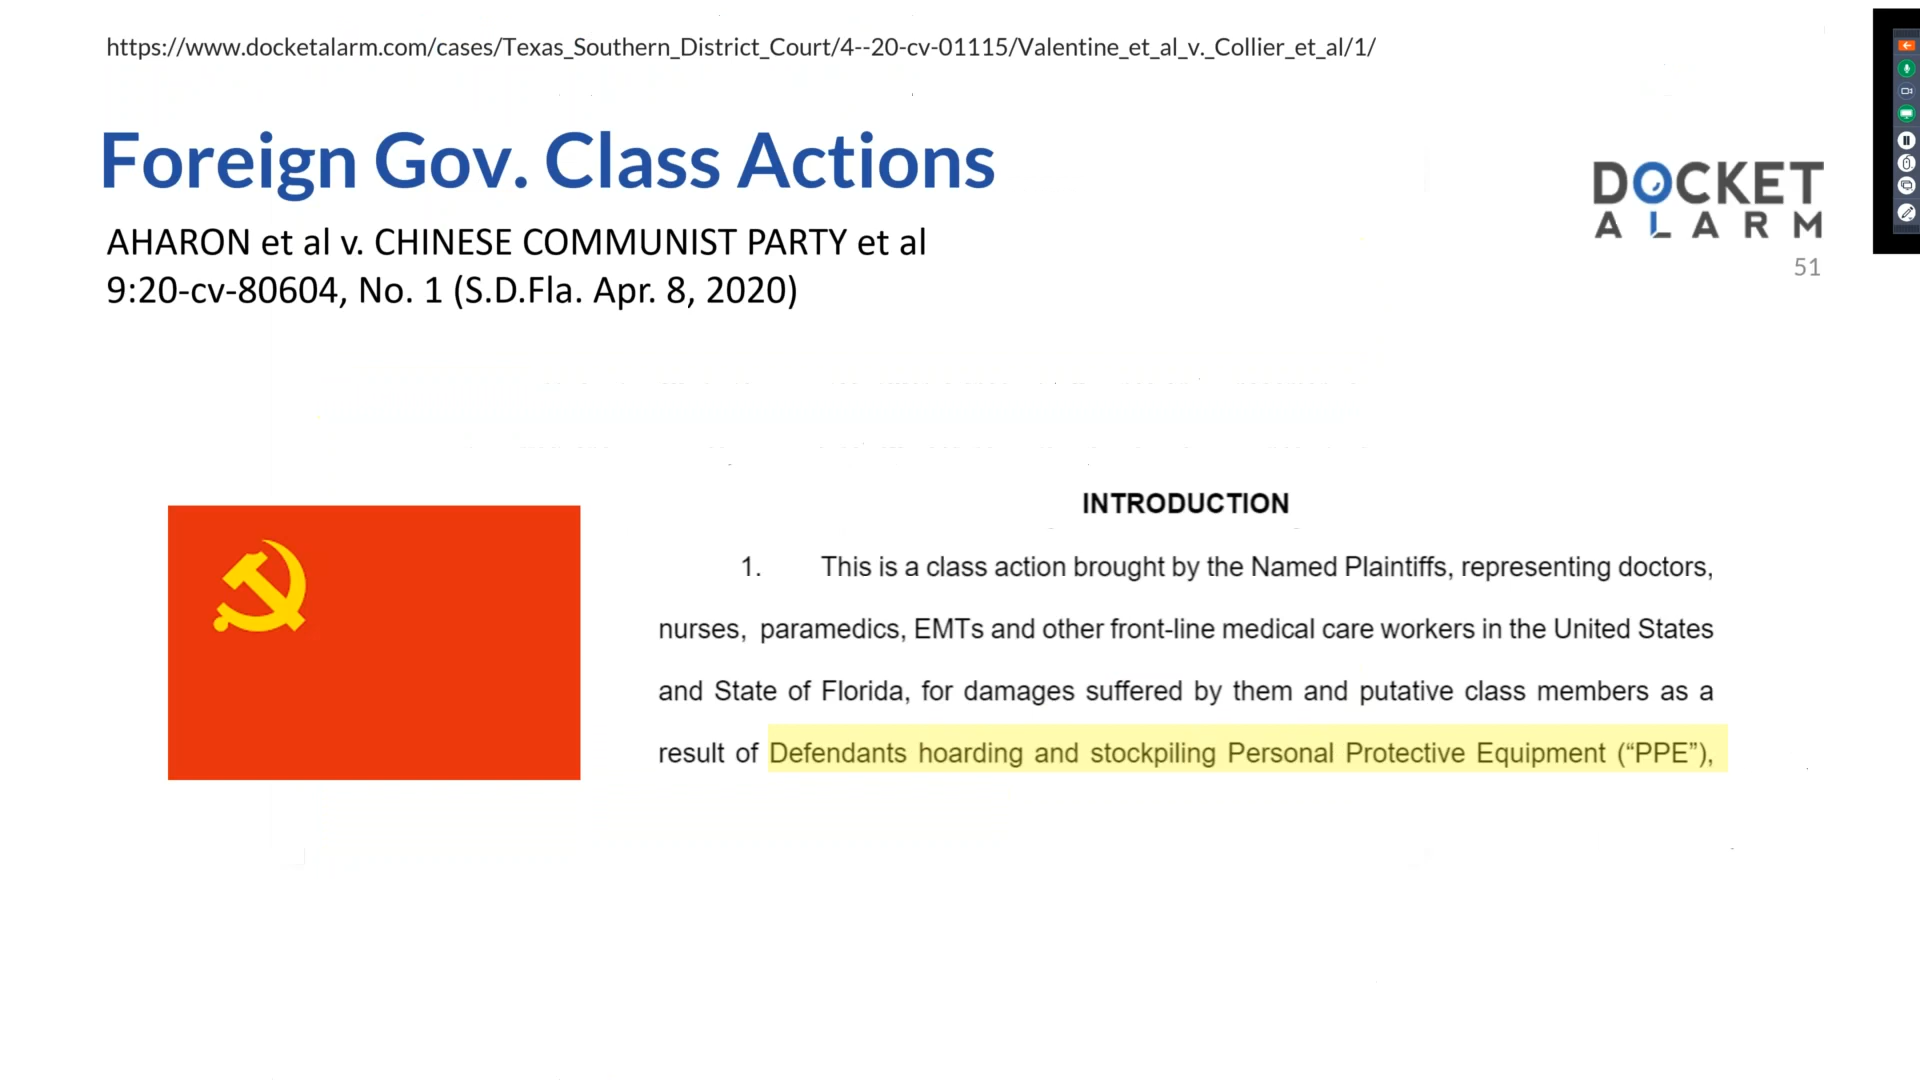 https://www.docketalarm.com/cases/Texas_Southern_District_Court/4--20-cv-01115/Valentine_et_al_v._Collier_et_al/1/
Foreign Gov. Class Actions
AHARON et al v. CHINESE COMMUNIST PARTY et al
9:20-cv-80604, No. 1 (S.D.Fla. Apr. 8, 2020)
DOCKET
ALARM
51
INTRODUCTION
1. This is a class action brought by the Named Plaintiffs, representing doctors,
nurses, paramedics, EMTs and other front-line medical care workers in the United States
and State of Florida, for damages suffered by them and putative class members as a
result of Defendants hoarding and stockpiling Personal Protective Equipment (“PPE”),